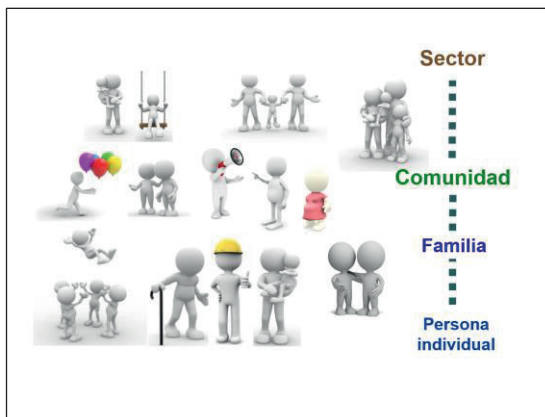 Sector
Comunidad
Familia
Persona
individual